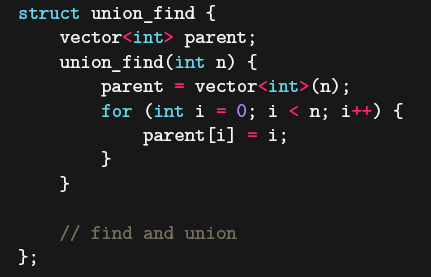 struct union_find {
    vector<int> parent;
    union_find(int n) {
        parent = vector<int>(n);
        for (int i = 0; i < n; i++) {
            parent[i] = i;
        }
    }

    // find and union
};